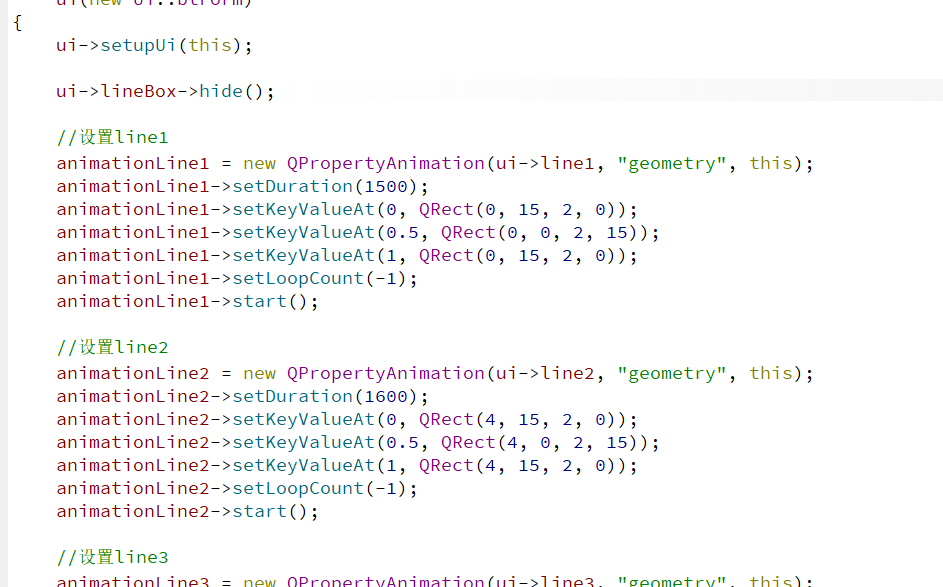 ui(new Ui::btform)
{
    ui->setupUi(this);

    ui->lineBox->hide();

    //设置line1
    animationLine1 = new QPropertyAnimation(ui->line1, "geometry", this);
    animationLine1->setDuration(1500);
    animationLine1->setKeyValueAt(0, QRect(0, 15, 2, 0));
    animationLine1->setKeyValueAt(0.5, QRect(0, 0, 2, 15));
    animationLine1->setKeyValueAt(1, QRect(0, 15, 2, 0));
    animationLine1->setLoopCount(-1);
    animationLine1->start();

    //设置line2
    animationLine2 = new QPropertyAnimation(ui->line2, "geometry", this);
    animationLine2->setDuration(1600);
    animationLine2->setKeyValueAt(0, QRect(4, 15, 2, 0));
    animationLine2->setKeyValueAt(0.5, QRect(4, 0, 2, 15));
    animationLine2->setKeyValueAt(1, QRect(4, 15, 2, 0));
    animationLine2->setLoopCount(-1);
    animationLine2->start();

    //设置line3
    animationLine3 = new QPropertyAnimation(ui->line3, "geometry", this);